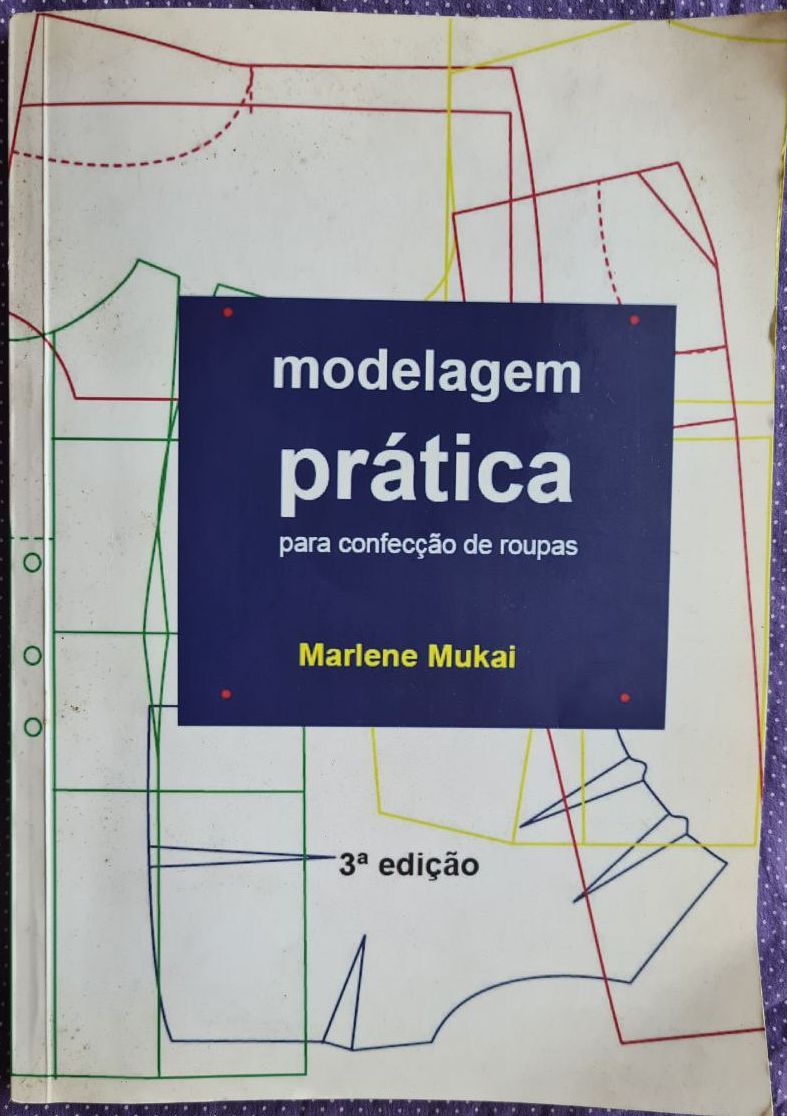 modelagem
prática
para confecção de roupas
Marlene Mukai
3ª edição